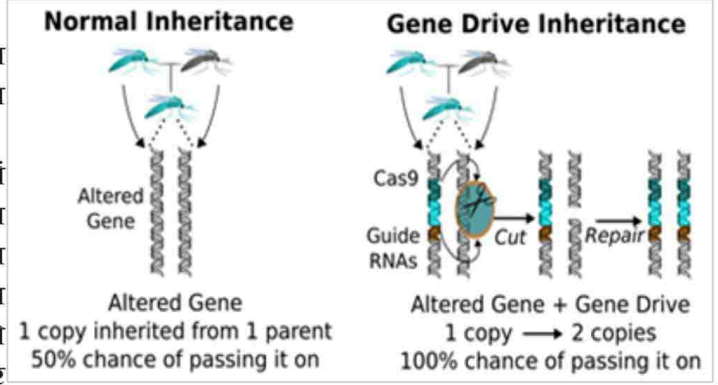 Normal Inheritance
Altered
Gene
Altered Gene
1 copy inherited from 1 parent
50% chance of passing it on
Gene Drive Inheritance
Cas9
Guide
RNAs
Cut
Repair
Altered Gene + Gene Drive
1 copy → 2 copies
100% chance of passing it on